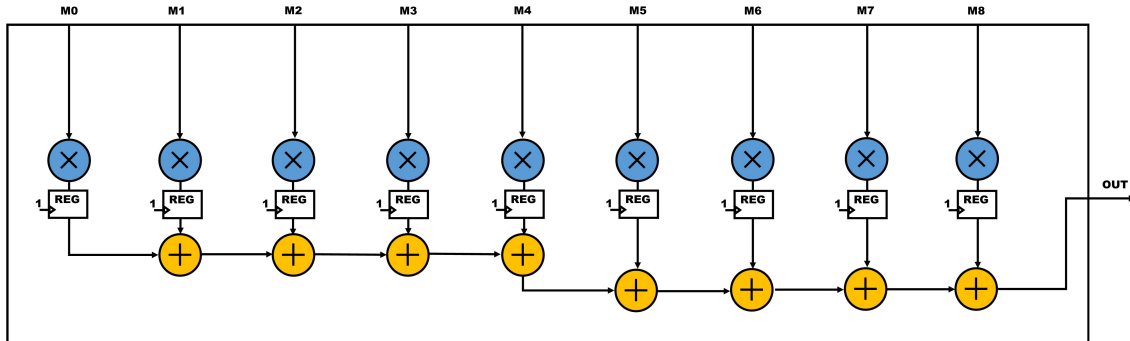 M0 M1 M2 M3 M4 M5 M6 M7 M8
REG REG REG REG REG REG REG REG REG
1 1 1 1 1 1 1 1 1
OUT